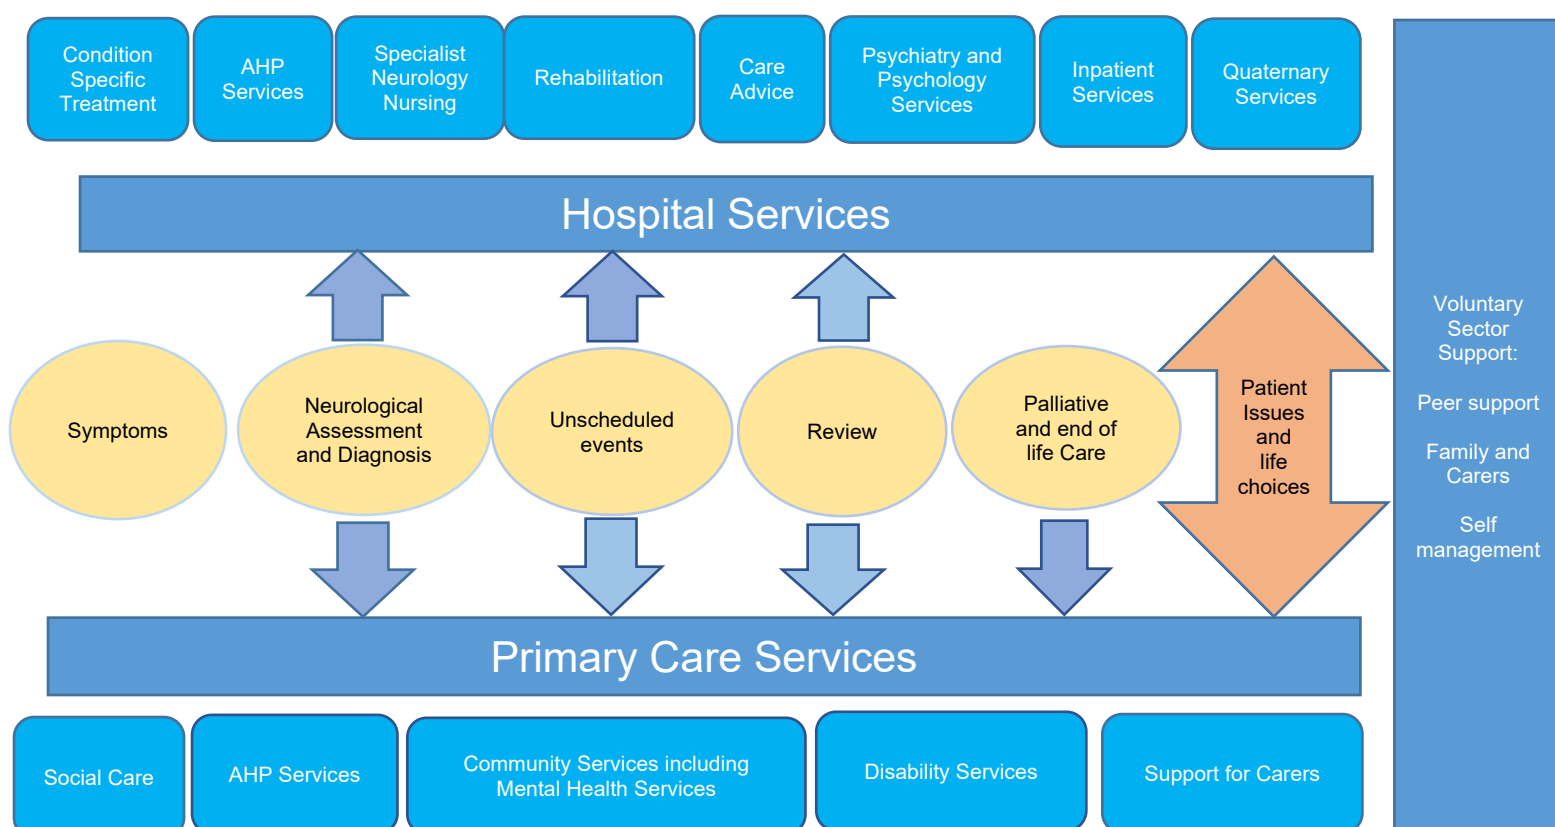 Condition
Specific
Treatment
AHP
Services
Specialist
Neurology
Nursing
Rehabilitation
Care
Advice
Psychiatry and
Psychology
Services
Inpatient
Services
Quaternary
Services
Hospital Services
Symptoms
Neurological
Assessment
and Diagnosis
Unscheduled
events
Review
Palliative
and end of
life Care
Patient
Issues
and
life
choices
Voluntary
Sector
Support:
Peer support
Family and
Carers
Self
management
Primary Care Services
Social Care
AHP Services
Community Services including
Mental Health Services
Disability Services
Support for Carers